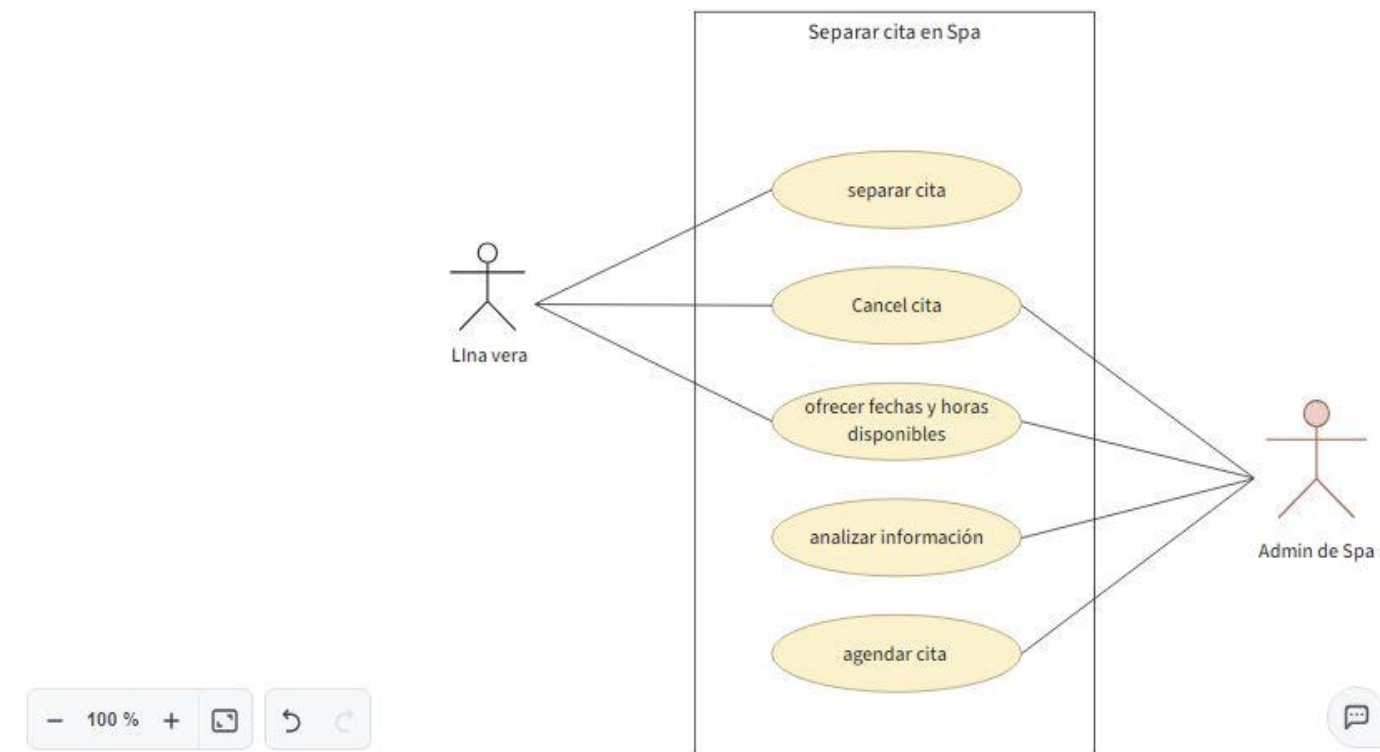 Separar cita en Spa
separar cita
Cancel cita
LIna vera
ofrecer fechas y horas
disponibles
analizar información
Admin de Spa
agendar cita
100 %